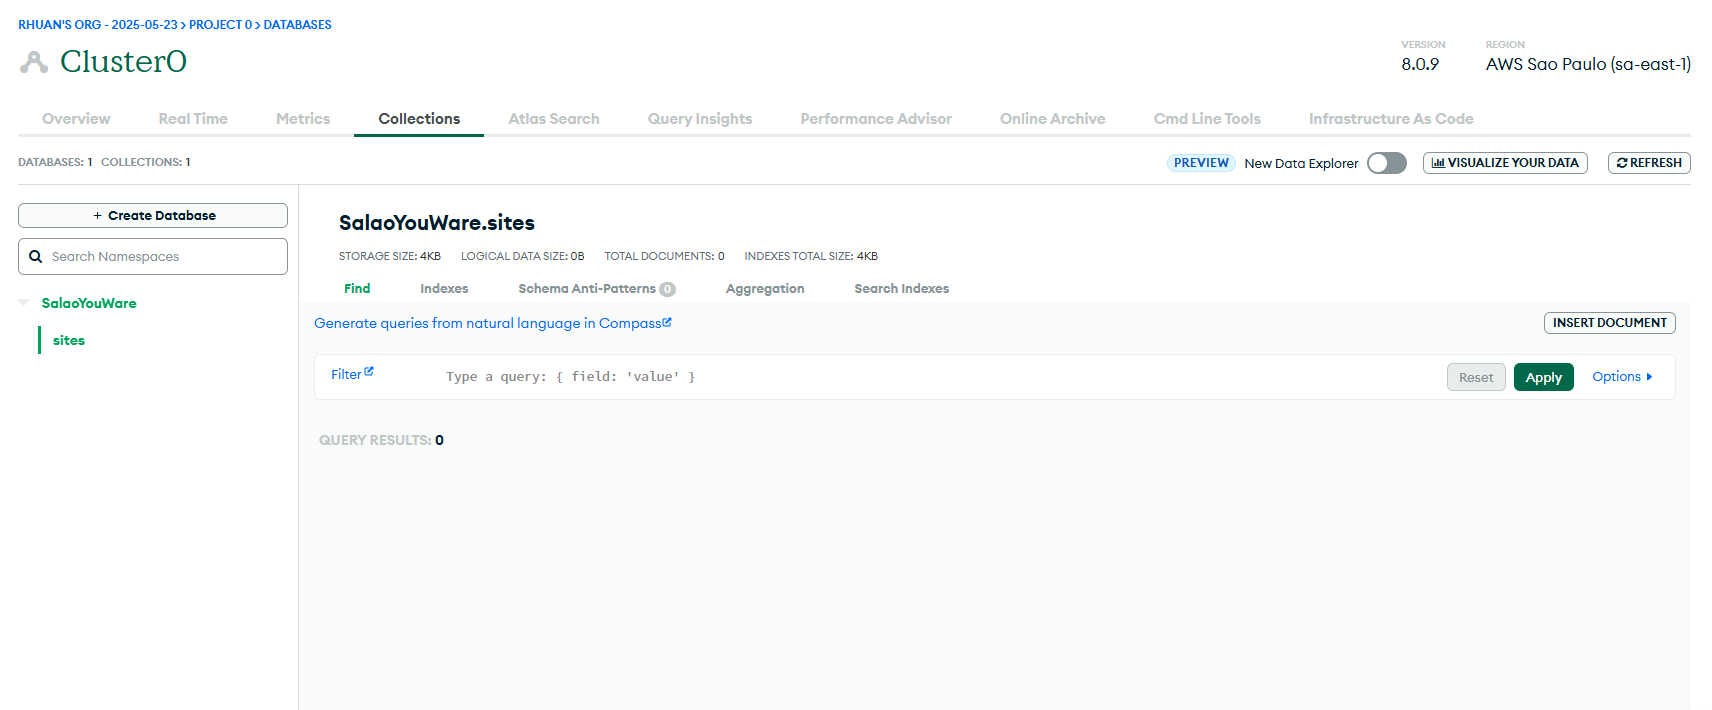 RHUAN'S ORG - 2025-05-23 > PROJECT 0 > DATABASES
Cluster0
VERSION
8.0.9
REGION
AWS Sao Paulo (sa-east-1)
Overview Real Time Metrics Collections Atlas Search Query Insights Performance Advisor Online Archive Cmd Line Tools Infrastructure As Code
DATABASES: 1 COLLECTIONS: 1
PREVIEW New Data Explorer VISUALIZE YOUR DATA REFRESH
+ Create Database
Search Namespaces
SalaoYouWare
sites
SalaoYouWare.sites
STORAGE SIZE: 4KB LOGICAL DATA SIZE: 0B TOTAL DOCUMENTS: 0 INDEXES TOTAL SIZE: 4KB
Find Indexes Schema Anti-Patterns 0 Aggregation Search Indexes
Generate queries from natural language in Compass
INSERT DOCUMENT
Filter Type a query: { field: 'value' } Reset Apply Options
QUERY RESULTS: 0